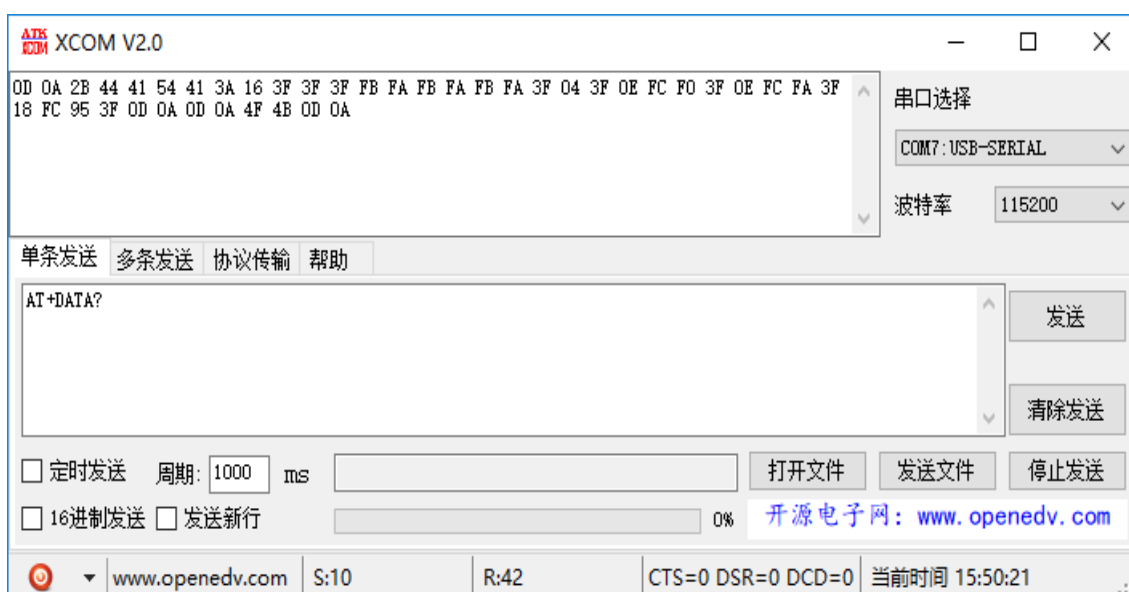 ATK
XCOM XCOM V2.0
0D 0A 2B 44 41 54 41 3A 16 3F 3F 3F FB FA FB FA FB FA 3F 04 3F 0E FC F0 3F 0E FC FA 3F
18 FC 95 3F 0D 0A 0D 0A 4F 4B 0D 0A
串口选择
COM7:USB-SERIAL
波特率 115200
单条发送 多条发送 协议传输 帮助
AT+DATA?
发送
清除发送
定时发送 周期: 1000 ms 打开文件 发送文件 停止发送
16进制发送 发送新行 0% 开源电子网: www.openedv.com
www.openedv.com S:10 R:42 CTS=0 DSR=0 DCD=0 当前时间 15:50:21